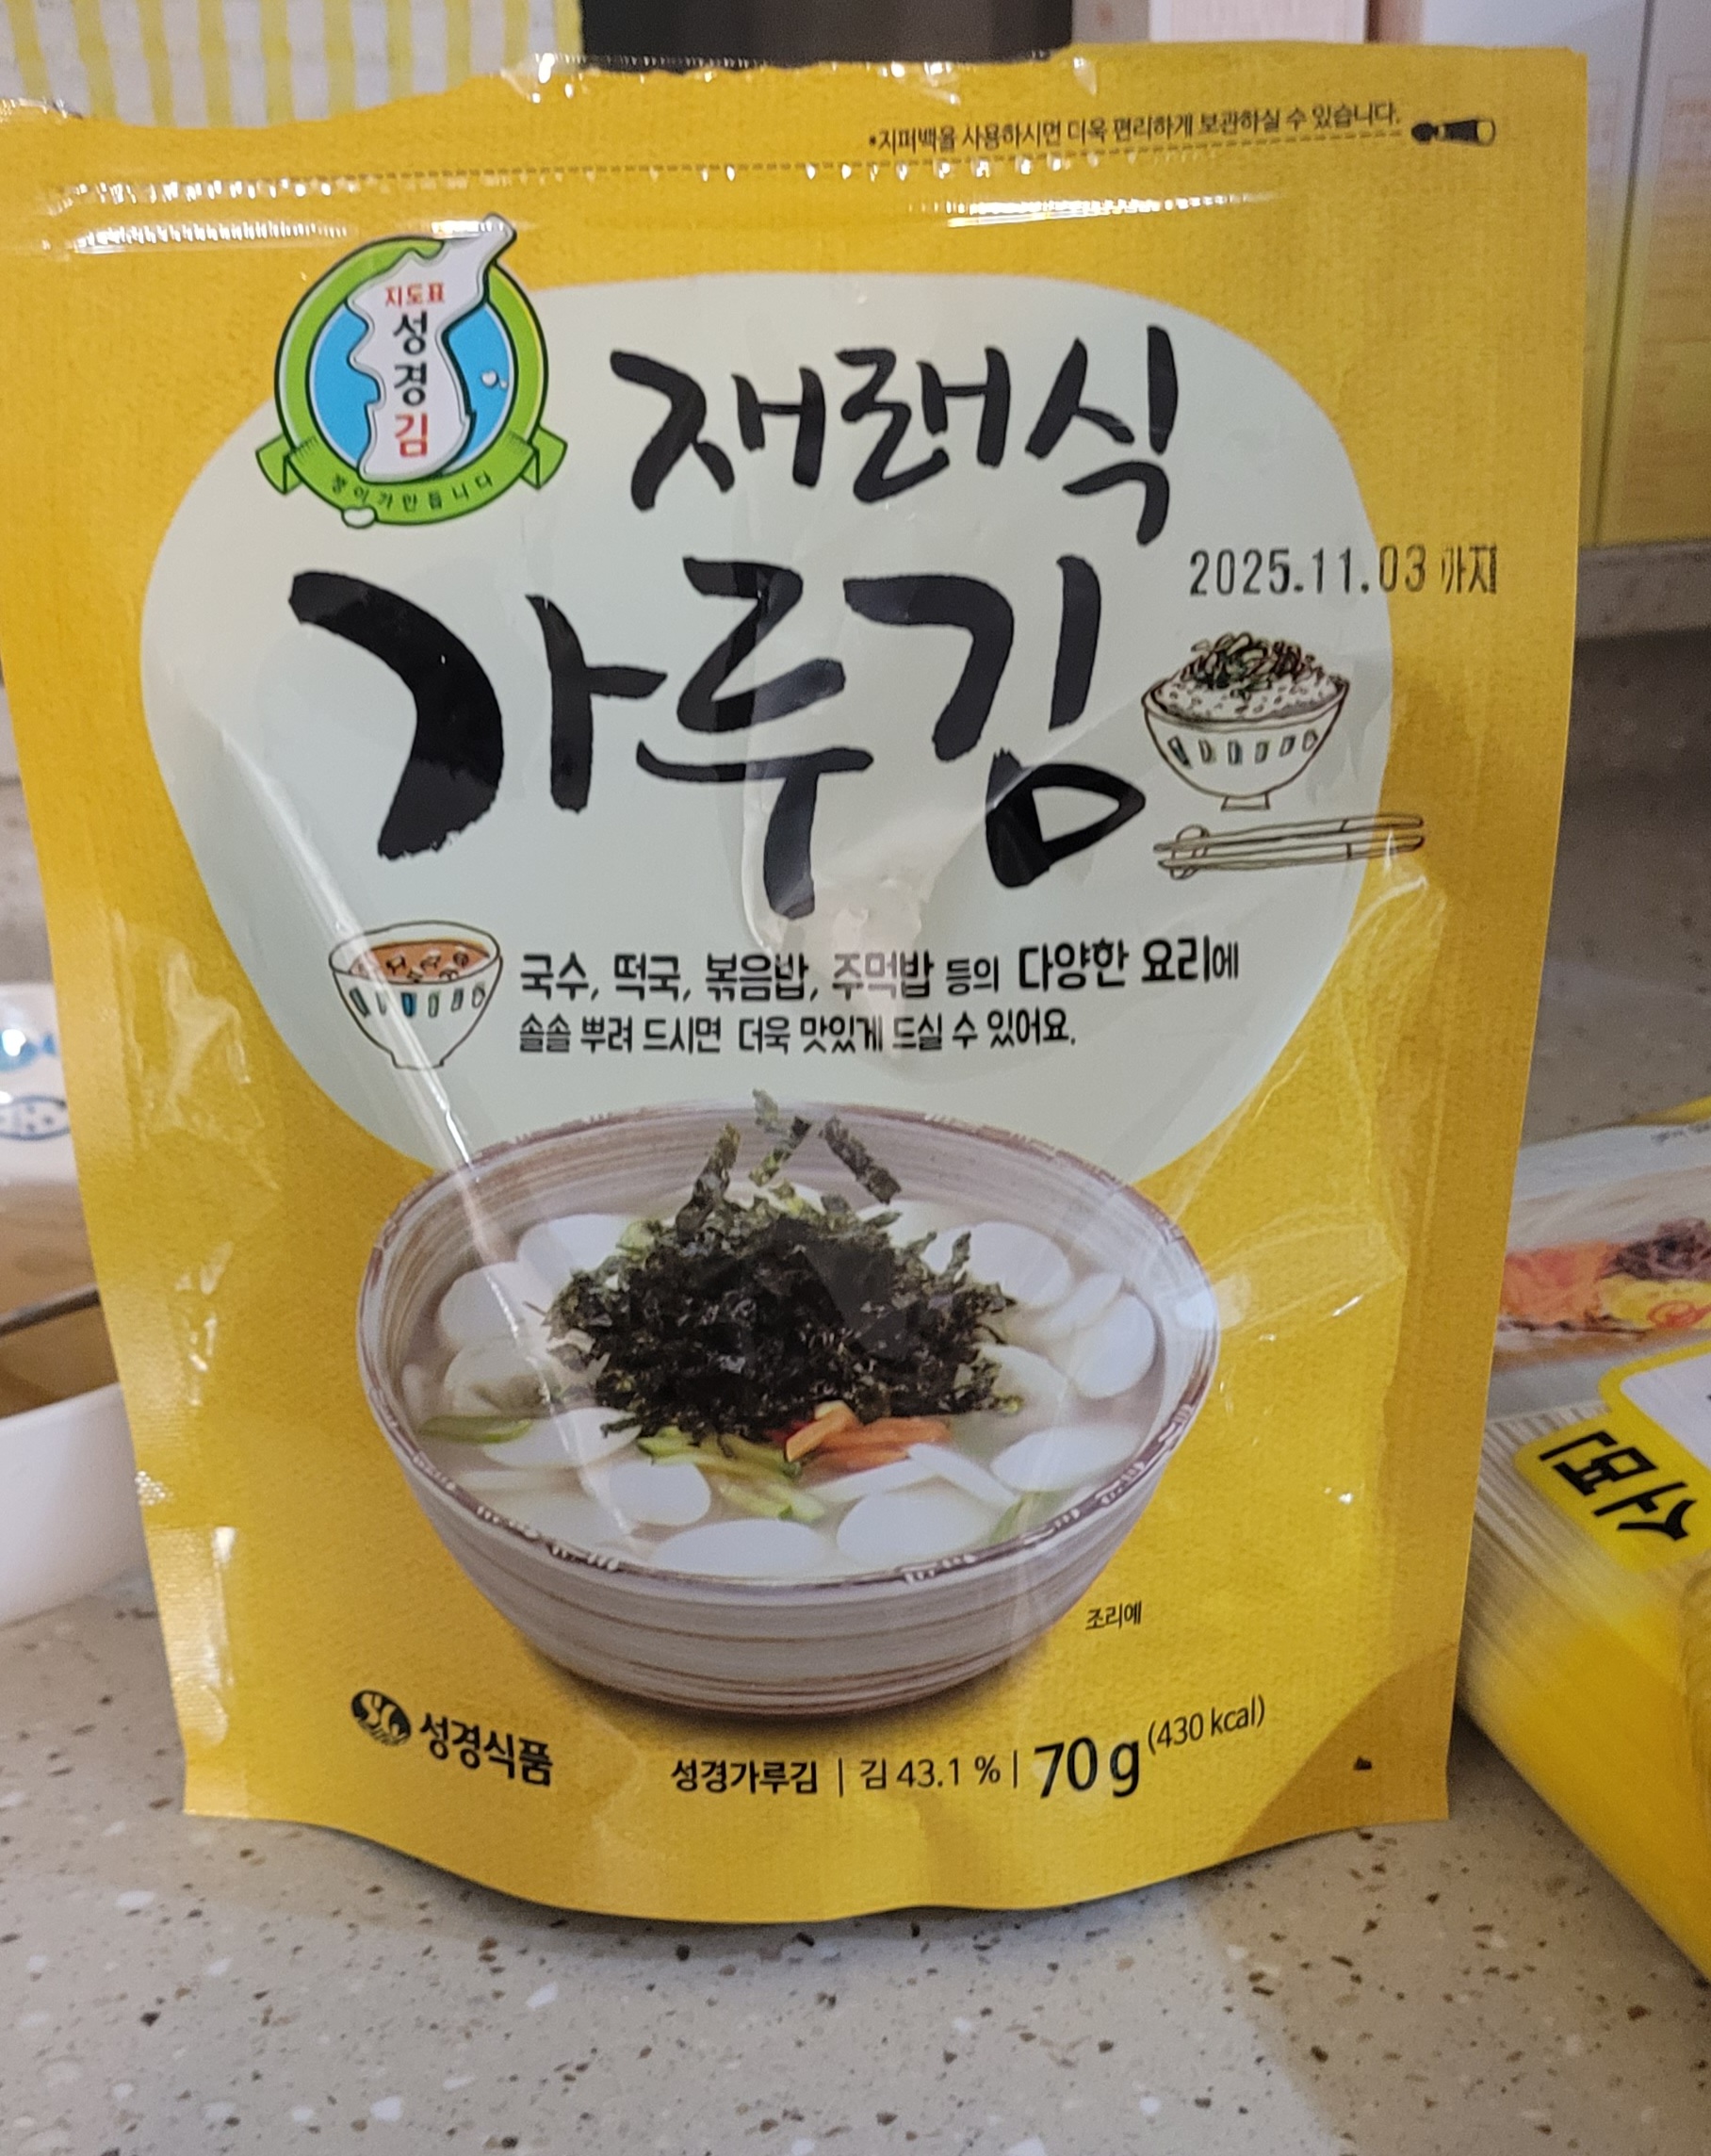 •지퍼백을 사용하시면 더욱 편리하게 보관하실 수 있습니다.
지도표
성
경
김
재래식
가루김
2025.11.03 까지
국수, 떡국, 볶음밥, 주먹밥 등의 다양한 요리에
솔솔 뿌려 드시면 더욱 맛있게 드실 수 있어요.
조리예
성경식품
성경가루김 | 김 43.1 % | 70 g (430 kcal)